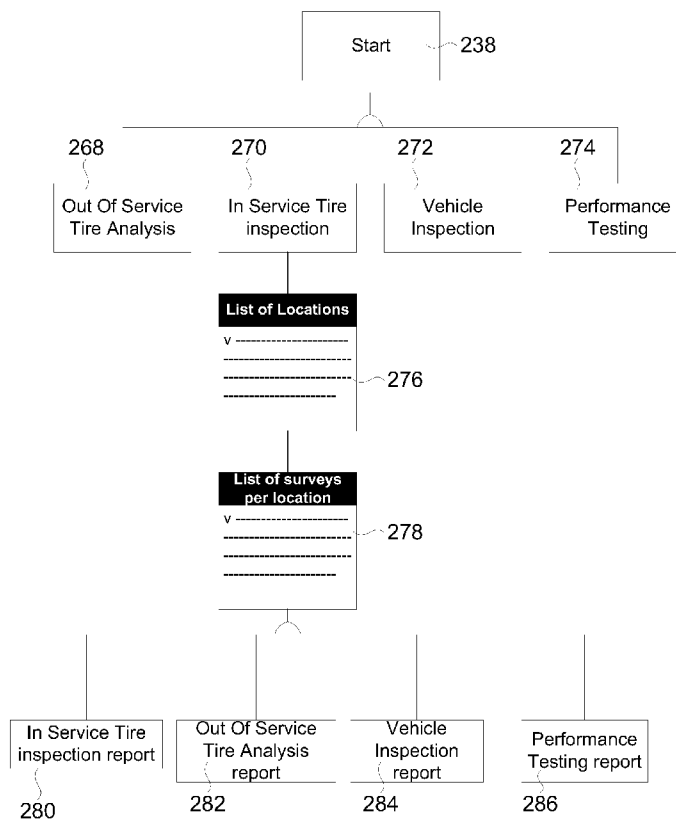 Start
238
268
270
272
274
Out Of Service
Tire Analysis
In Service Tire
inspection
Vehicle
Inspection
Performance
Testing
List of Locations
v
276
List of surveys
per location
v
278
In Service Tire
inspection report
Out Of Service
Tire Analysis
report
Vehicle
Inspection
report
Performance
Testing report
280
282
284
286